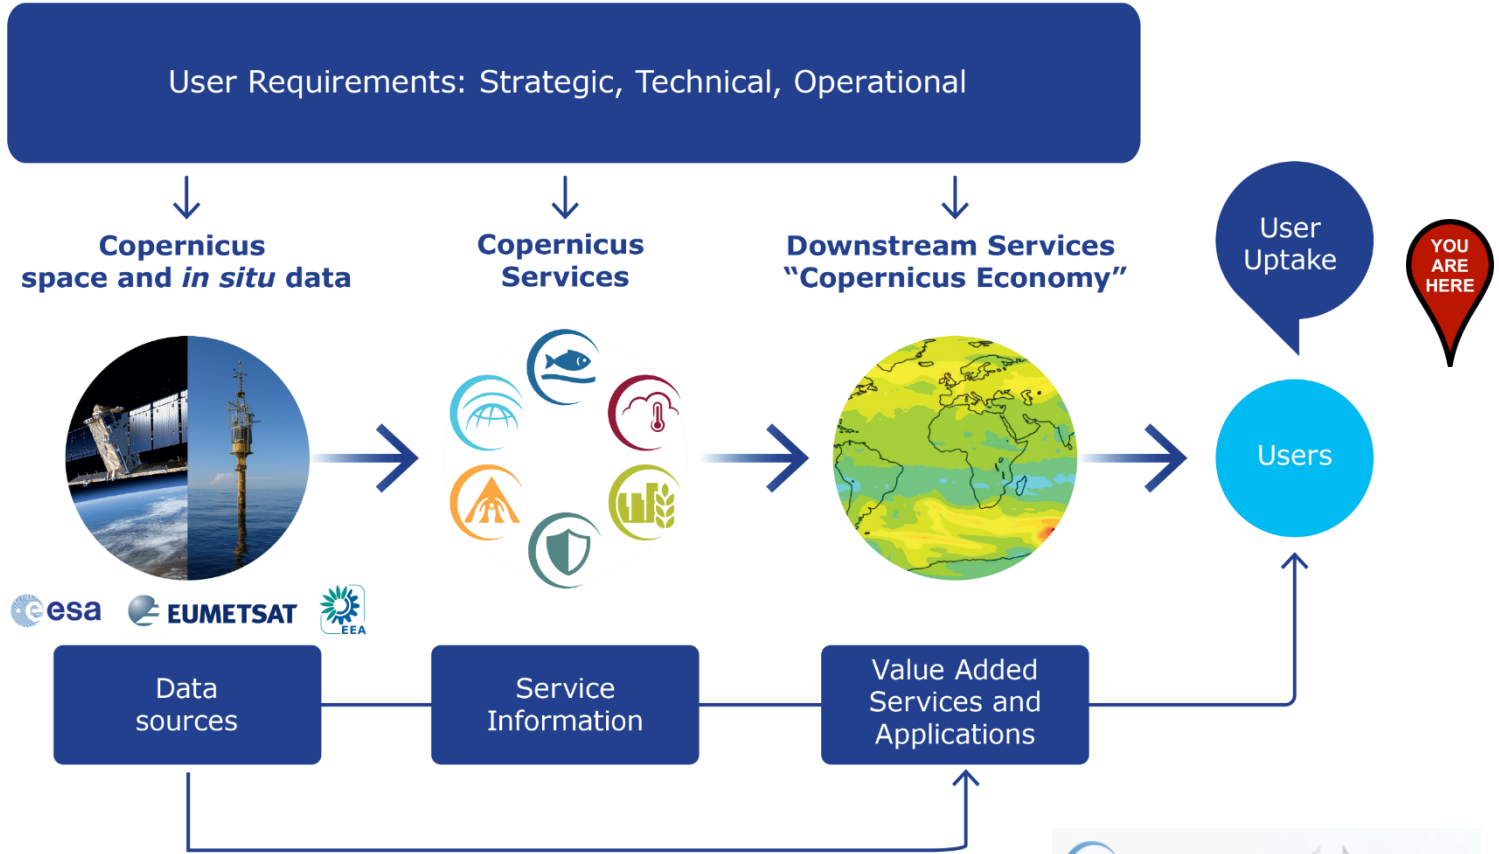 User Requirements: Strategic, Technical, Operational
Copernicus
space and in situ data
Copernicus
Services
Downstream Services
“Copernicus Economy”
User
Uptake
YOU
ARE
HERE
Users
esa
EUMETSAT
EEA
Data
sources
Service
Information
Value Added
Services and
Applications